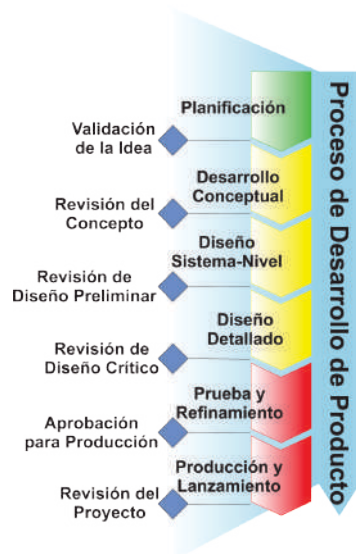 Planificación
Validación
de la Idea
Desarrollo
Conceptual
Revisión del
Concepto
Diseño
Sistema-Nivel
Revisión de
Diseño Preliminar
Diseño
Detallado
Revisión de
Diseño Crítico
Prueba y
Refinamiento
Aprobación
para Producción
Producción y
Lanzamiento
Revisión del
Proyecto
Proceso de Desarrollo de Producto